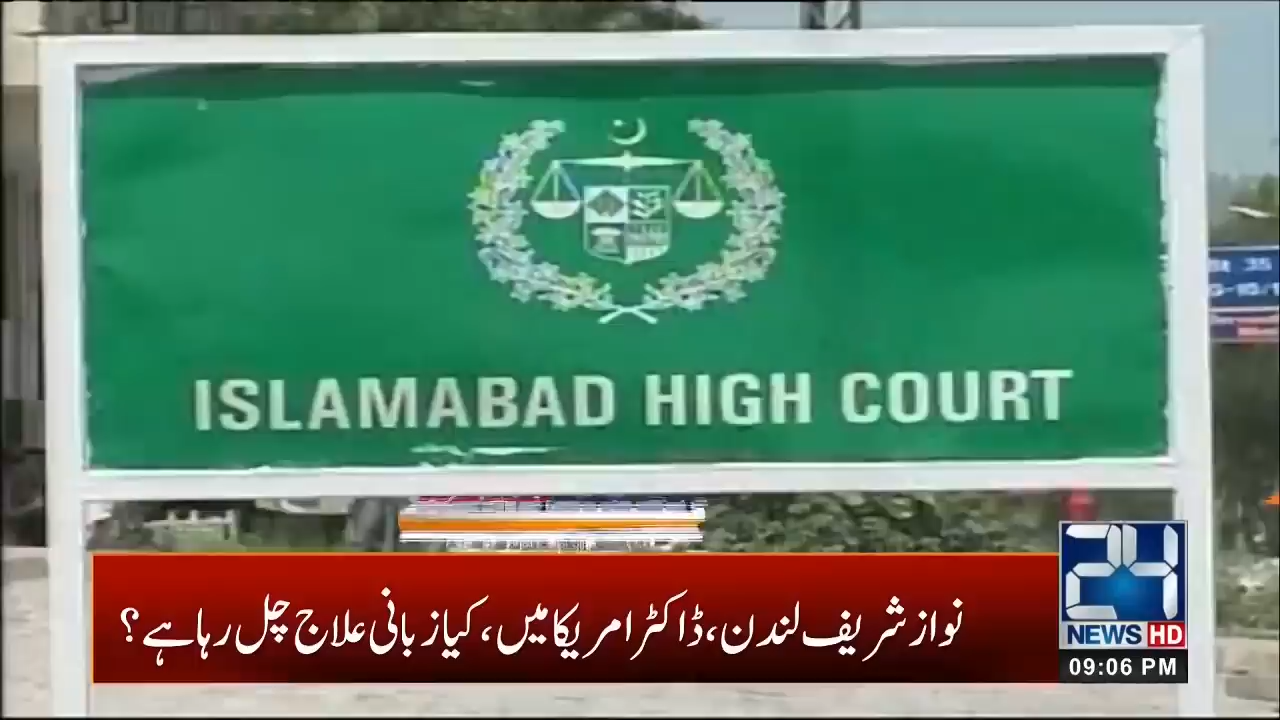 ISLAMABAD HIGH COURT
نواز شریف لندن، ڈاکٹر امریکا میں، کیا زبانی علاج چل رہا ہے؟
24
NEWS HD
09:06 PM